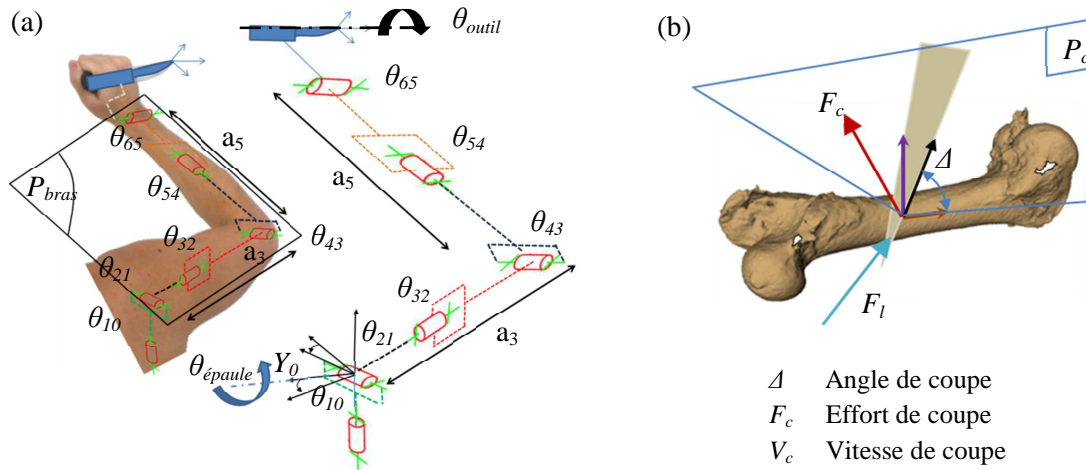 (a)
θoutil
θ65
a5
Pbras
θ54
θ43
θ32
a3
θ21
θ10
θ65
θ54
a5
θ43
θ32
a3
θ21
θépaule
Y0
θ10
(b)
Pc
Fc
Δ
Fl
Δ Angle de coupe
Fc Effort de coupe
Vc Vitesse de coupe